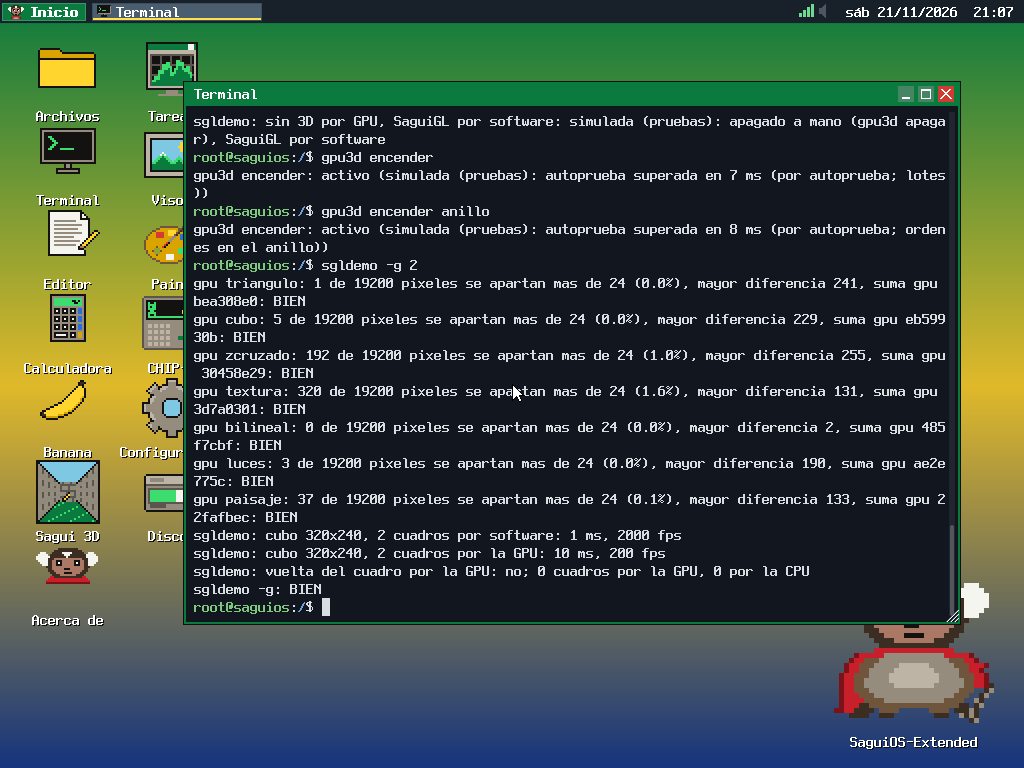 Inicio
Terminal
sáb 21/11/2026 21:07
Archivos
Terminal
Editor
Calculadora
Banana
Sagui 3D
Acerca de
Terminal
sgldemo: sin 3D por GPU, SaguiGL por software: simulada (pruebas): apagado a mano (gpu3d apaga
r), SaguiGL por software
root@saguios:/$ gpu3d encender
gpu3d encender: activo (simulada (pruebas): autoprueba superada en 7 ms (por autoprueba; lotes
))
root@saguios:/$ gpu3d encender anillo
gpu3d encender: activo (simulada (pruebas): autoprueba superada en 8 ms (por autoprueba; orden
es en el anillo))
root@saguios:/$ sgldemo -g 2
gpu triangulo: 1 de 19200 pixeles se apartan mas de 24 (0.0%), mayor diferencia 241, suma gpu
bea308e0: BIEN
gpu cubo: 5 de 19200 pixeles se apartan mas de 24 (0.0%), mayor diferencia 229, suma gpu eb599
30b: BIEN
gpu zcruzado: 192 de 19200 pixeles se apartan mas de 24 (1.0%), mayor diferencia 255, suma gpu
30458e29: BIEN
gpu textura: 320 de 19200 pixeles se apartan mas de 24 (1.6%), mayor diferencia 131, suma gpu
3d7a0301: BIEN
gpu bilineal: 0 de 19200 pixeles se apartan mas de 24 (0.0%), mayor diferencia 2, suma gpu 485
f7cbf: BIEN
gpu luces: 3 de 19200 pixeles se apartan mas de 24 (0.0%), mayor diferencia 190, suma gpu ae2e
775c: BIEN
gpu paisaje: 37 de 19200 pixeles se apartan mas de 24 (0.1%), mayor diferencia 133, suma gpu 2
2fafbec: BIEN
sgldemo: cubo 320x240, 2 cuadros por software: 1 ms, 2000 fps
sgldemo: cubo 320x240, 2 cuadros por la GPU: 10 ms, 200 fps
sgldemo: vuelta del cuadro por la GPU: no; 0 cuadros por la GPU, 0 por la CPU
sgldemo -g: BIEN
root@saguios:/$
SaguiOS-Extended